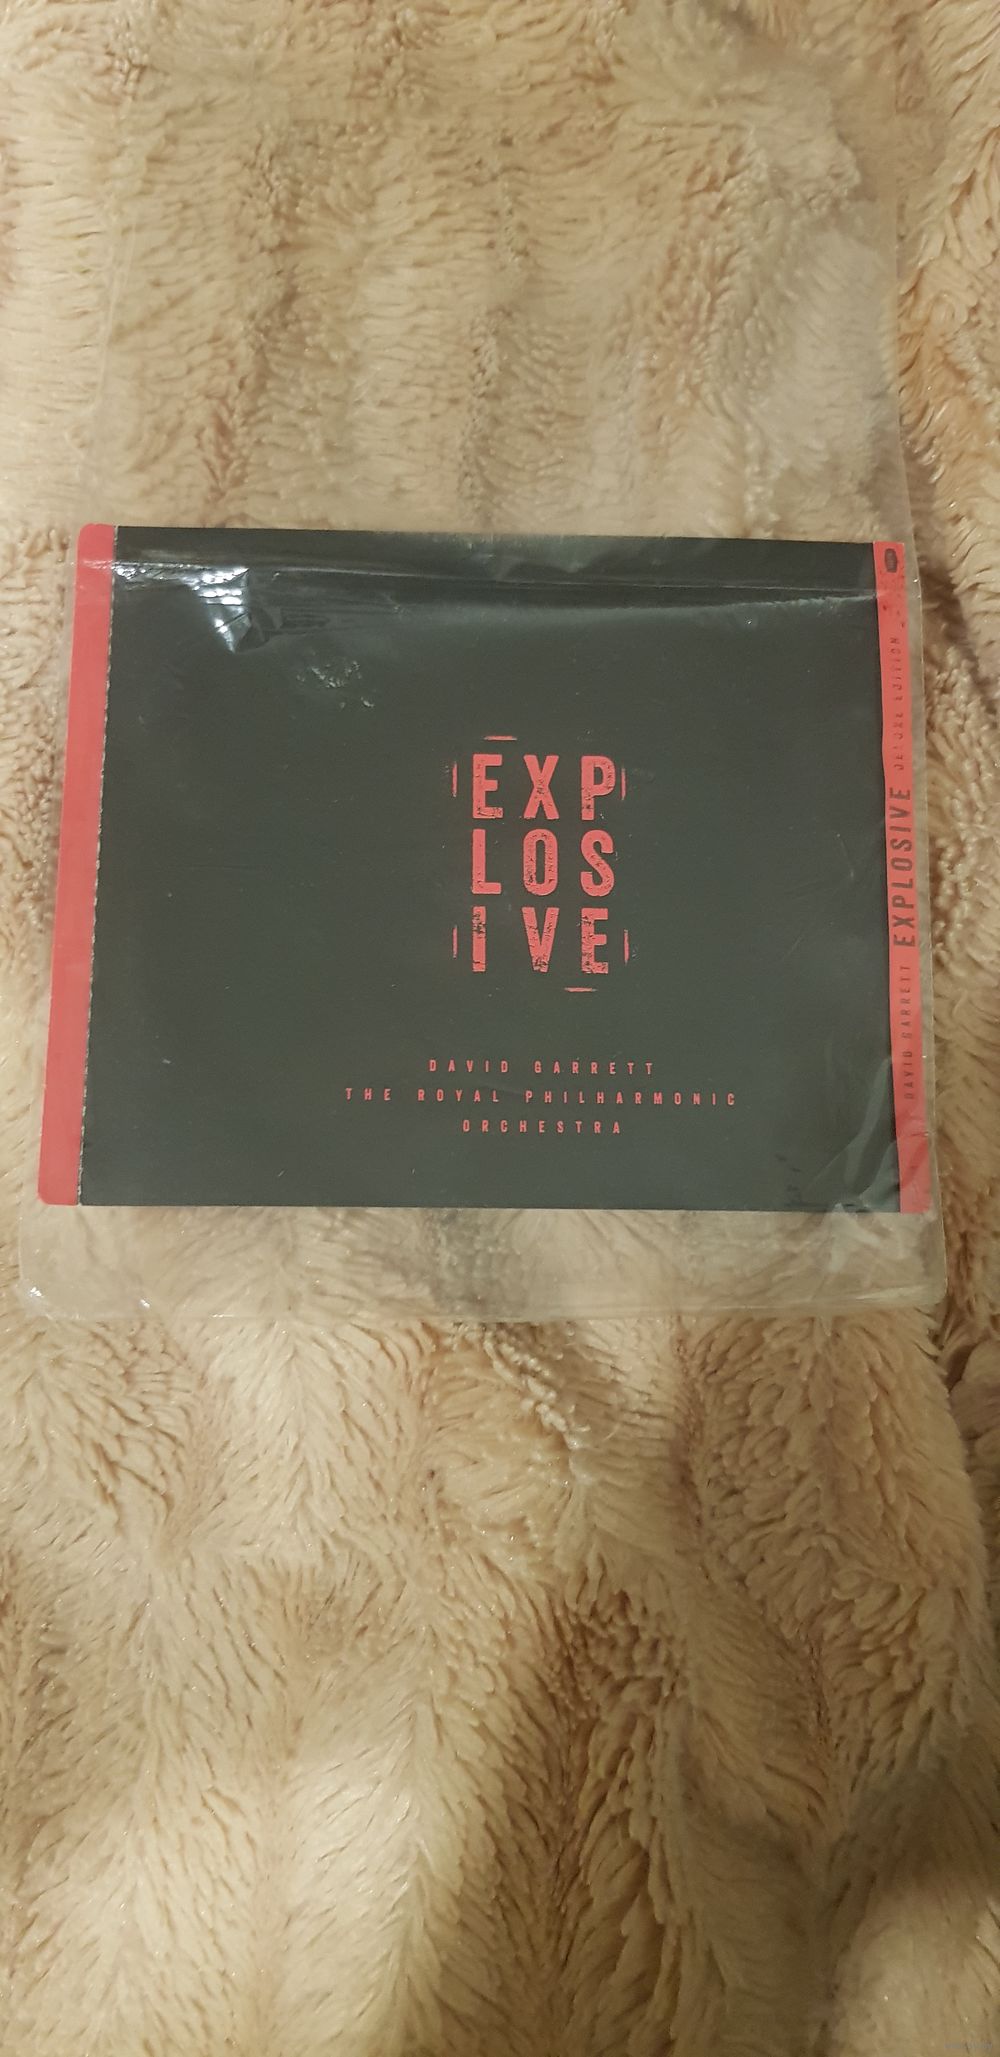 EXP
LOS
IVE
DAVID GARRETT
THE ROYAL PHILHARMONIC
ORCHESTRA
DAVID GARRETT EXPLOSIVE DELUXE EDITION